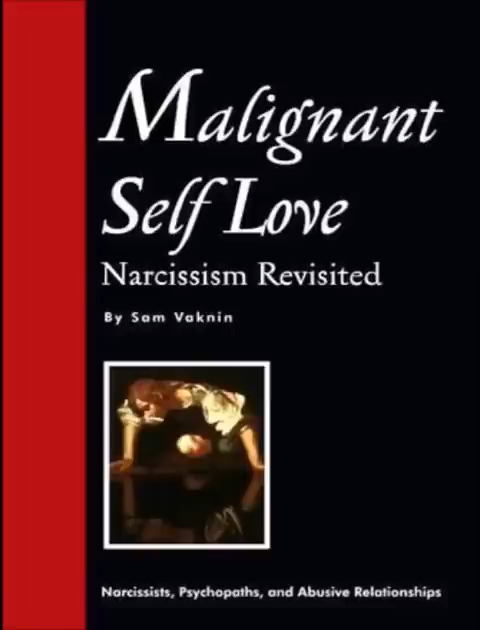 Malignant
Self Love
Narcissism Revisited
By Sam Vaknin
Narcissists, Psychopaths, and Abusive Relationships